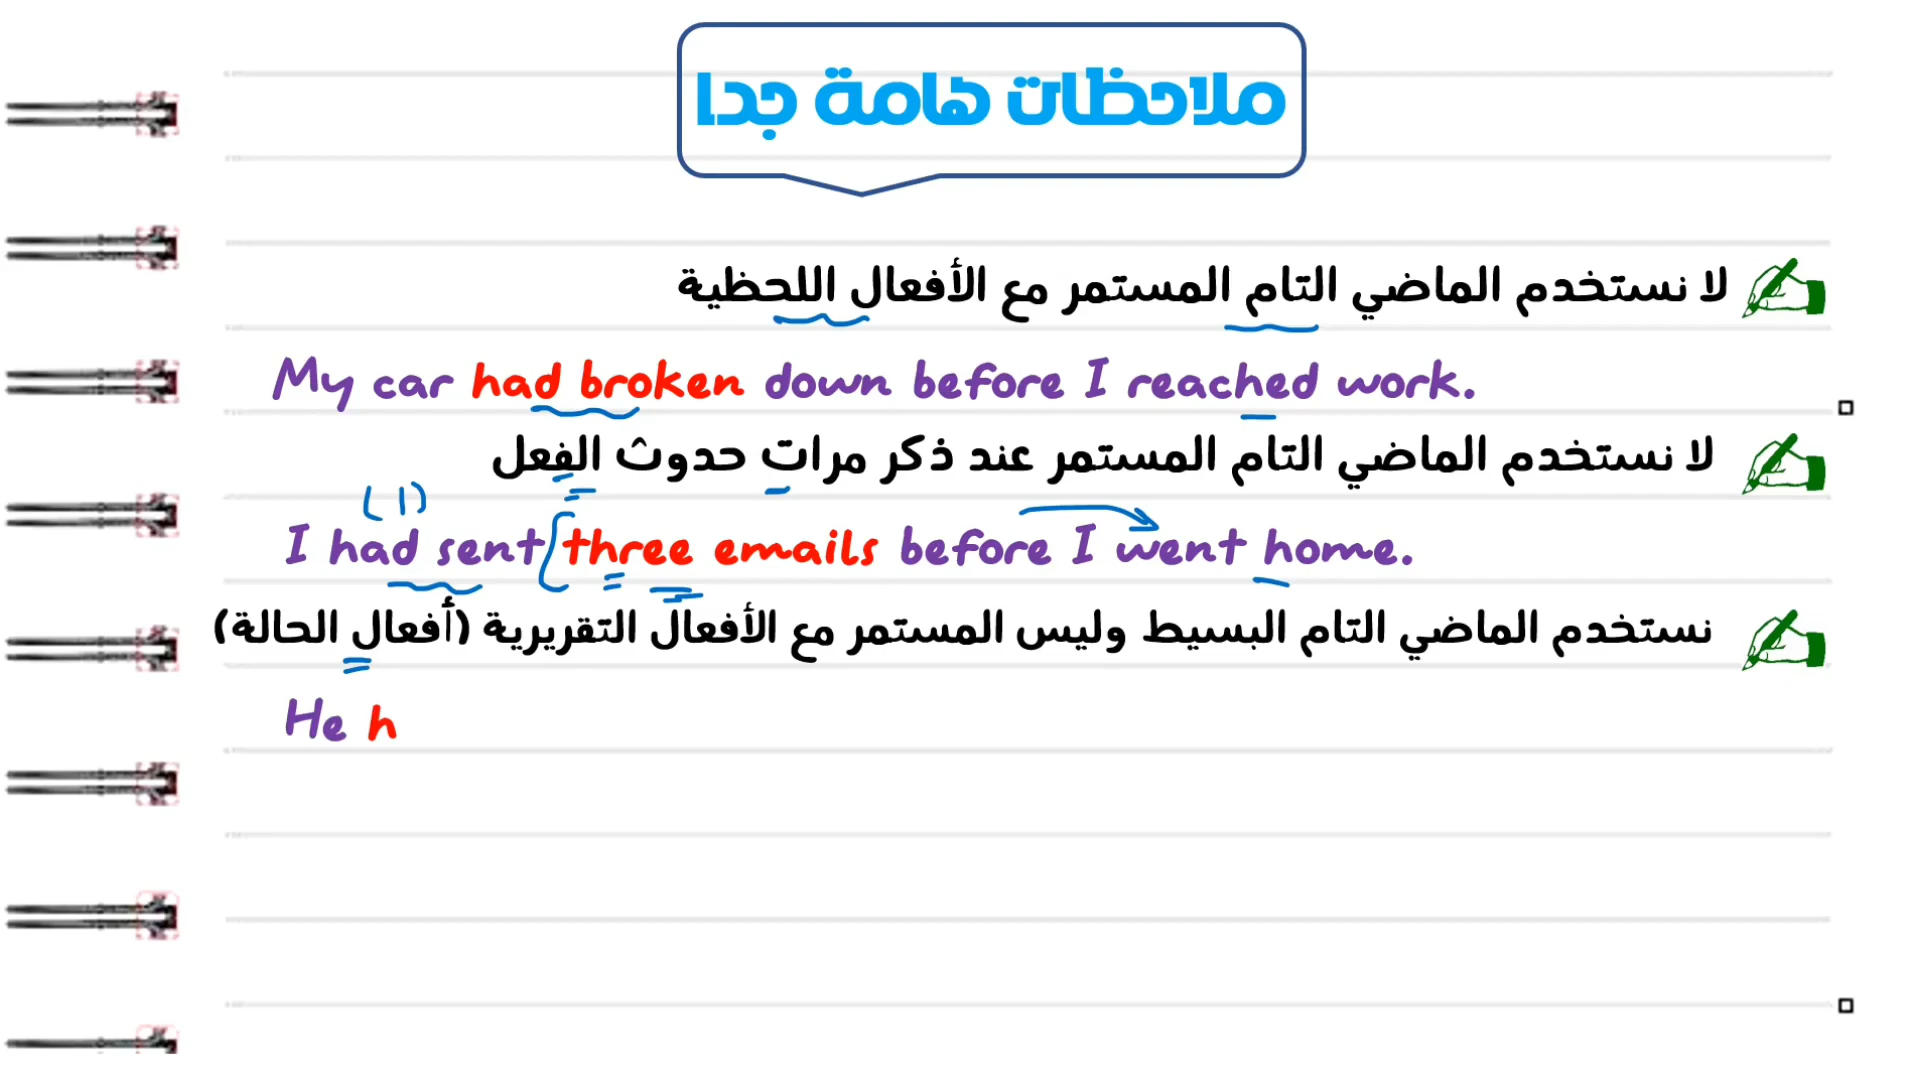 ملاحظات هامة جدا
لا نستخدم الماضي التام المستمر مع الأفعال اللحظية
My car had broken down before I reached work.
لا نستخدم الماضي التام المستمر عند ذكر مرات حدوث الفعل
(1)
I had sent three emails before I went home.
نستخدم الماضي التام البسيط وليس المستمر مع الأفعال التقريرية (أفعال الحالة)
He h